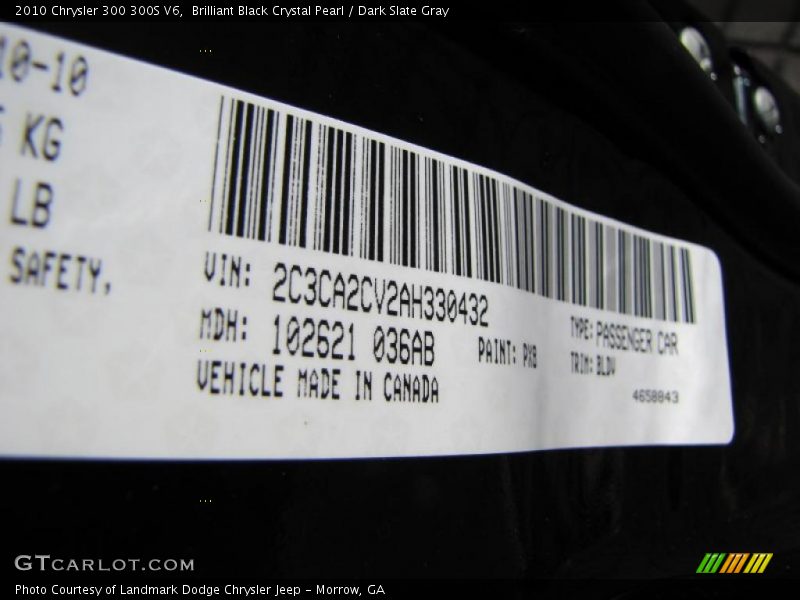 2010 Chrysler 300 300S V6,  Brilliant Black Crystal Pearl / Dark Slate Gray
10-10
KG
LB
SAFETY,
VIN: 2C3CA2CV2AH330432
MDH: 102621 036AB
PAINT: PXB
VEHICLE MADE IN CANADA
TYPE: PASSENGER CAR
TRIM: BLDV
4658843
GTCARLOT.COM
Photo Courtesy of Landmark Dodge Chrysler Jeep - Morrow, GA